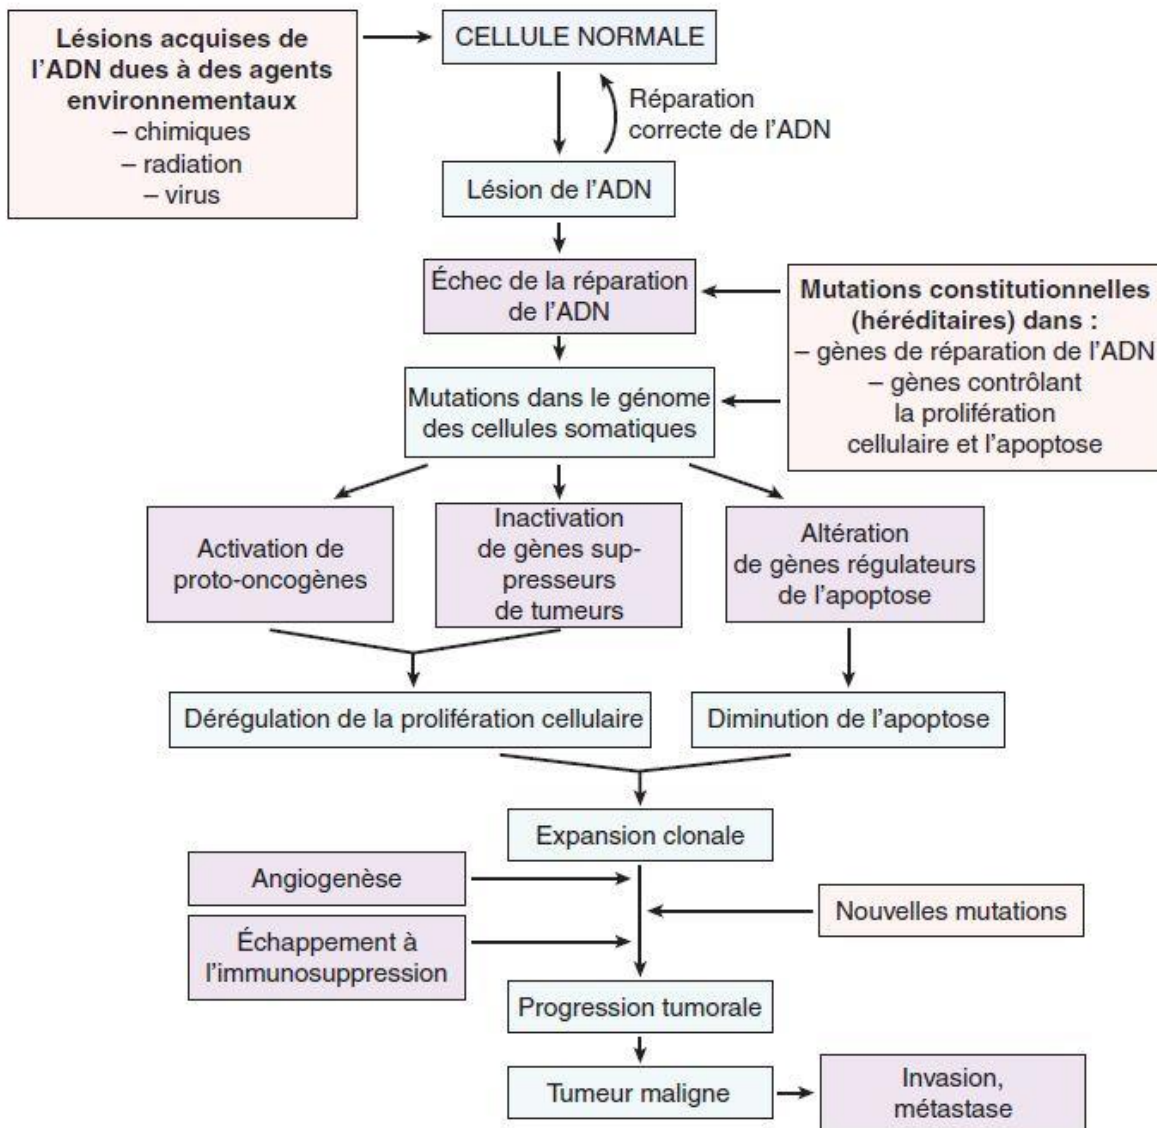 Lésions acquises de
l'ADN dues à des agents
environnementaux
– chimiques
– radiation
– virus
CELLULE NORMALE
Réparation
correcte de l'ADN
Lésion de l'ADN
Échec de la réparation
de l'ADN
Mutations constitutionnelles
(héréditaires) dans :
– gènes de réparation de l'ADN
– gènes contrôlant
la prolifération
cellulaire et l'apoptose
Mutations dans le génome
des cellules somatiques
Activation de
proto-oncogènes
Inactivation
de gènes sup-
presseurs
de tumeurs
Altération
de gènes régulateurs
de l'apoptose
Dérégulation de la prolifération cellulaire
Diminution de l'apoptose
Expansion clonale
Angiogenèse
Nouvelles mutations
Échappement à
l'immunosuppression
Progression tumorale
Tumeur maligne
Invasion,
métastase